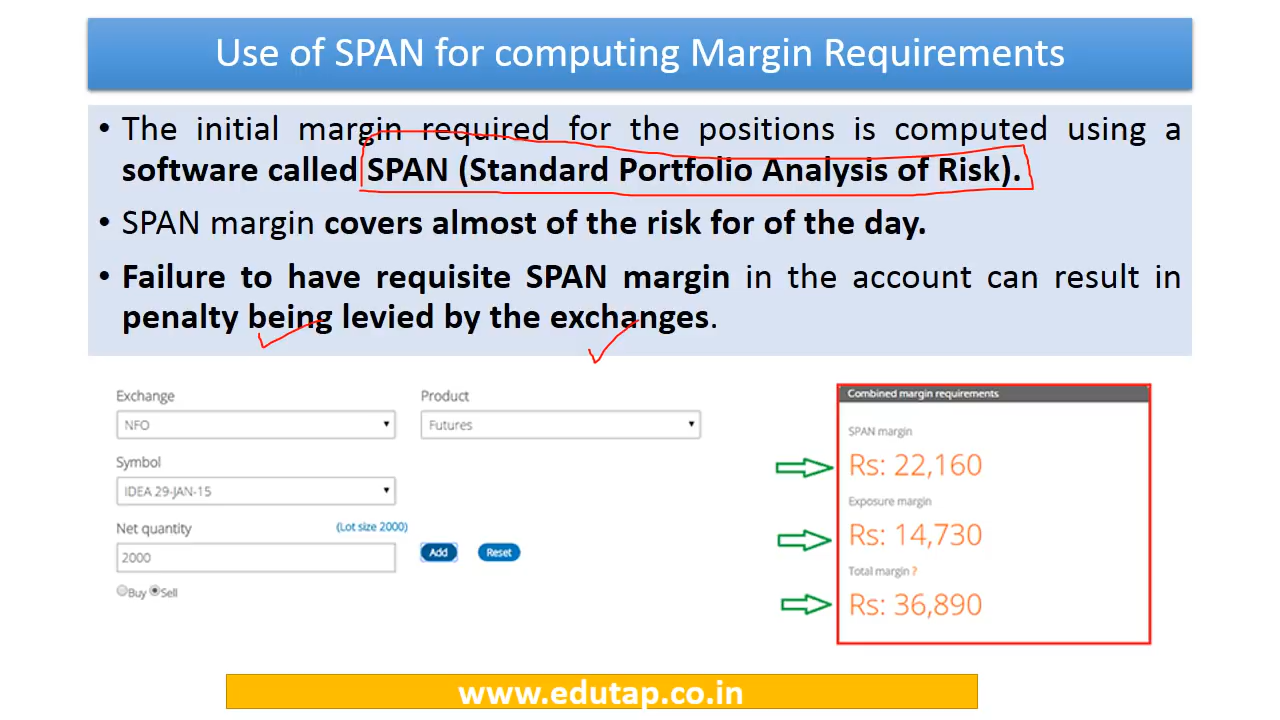 Use of SPAN for computing Margin Requirements
• The initial margin required for the positions is computed using a
software called SPAN (Standard Portfolio Analysis of Risk).
• SPAN margin covers almost of the risk for of the day.
• Failure to have requisite SPAN margin in the account can result in
penalty being levied by the exchanges.
Exchange
NFO
Product
Futures
Symbol
IDEA 29-JAN-15
Net quantity
(Lot size 2000)
2000
Add
Reset
Buy Sell
Combined margin requirements
SPAN margin
Rs: 22,160
Exposure margin
Rs: 14,730
Total margin ?
Rs: 36,890
www.edutap.co.in